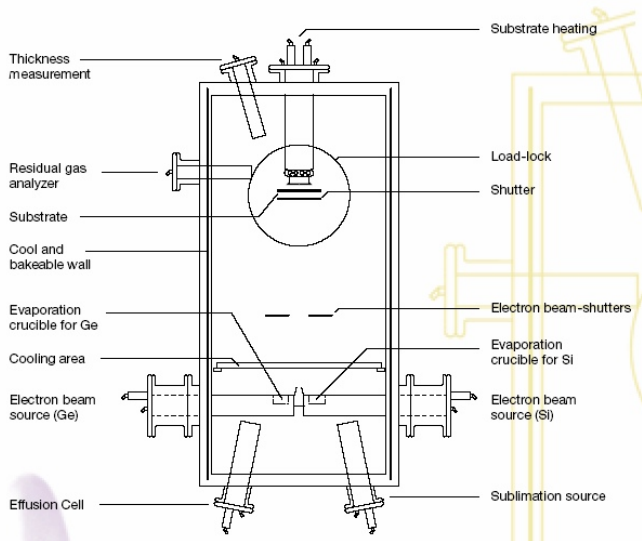 Substrate heating
Thickness
measurement
Load-lock
Residual gas
analyzer
Shutter
Substrate
Cool and
bakeable wall
Evaporation
crucible for Ge
Electron beam-shutters
Cooling area
Evaporation
crucible for Si
Electron beam
source (Ge)
Electron beam
source (Si)
Effusion Cell
Sublimation source